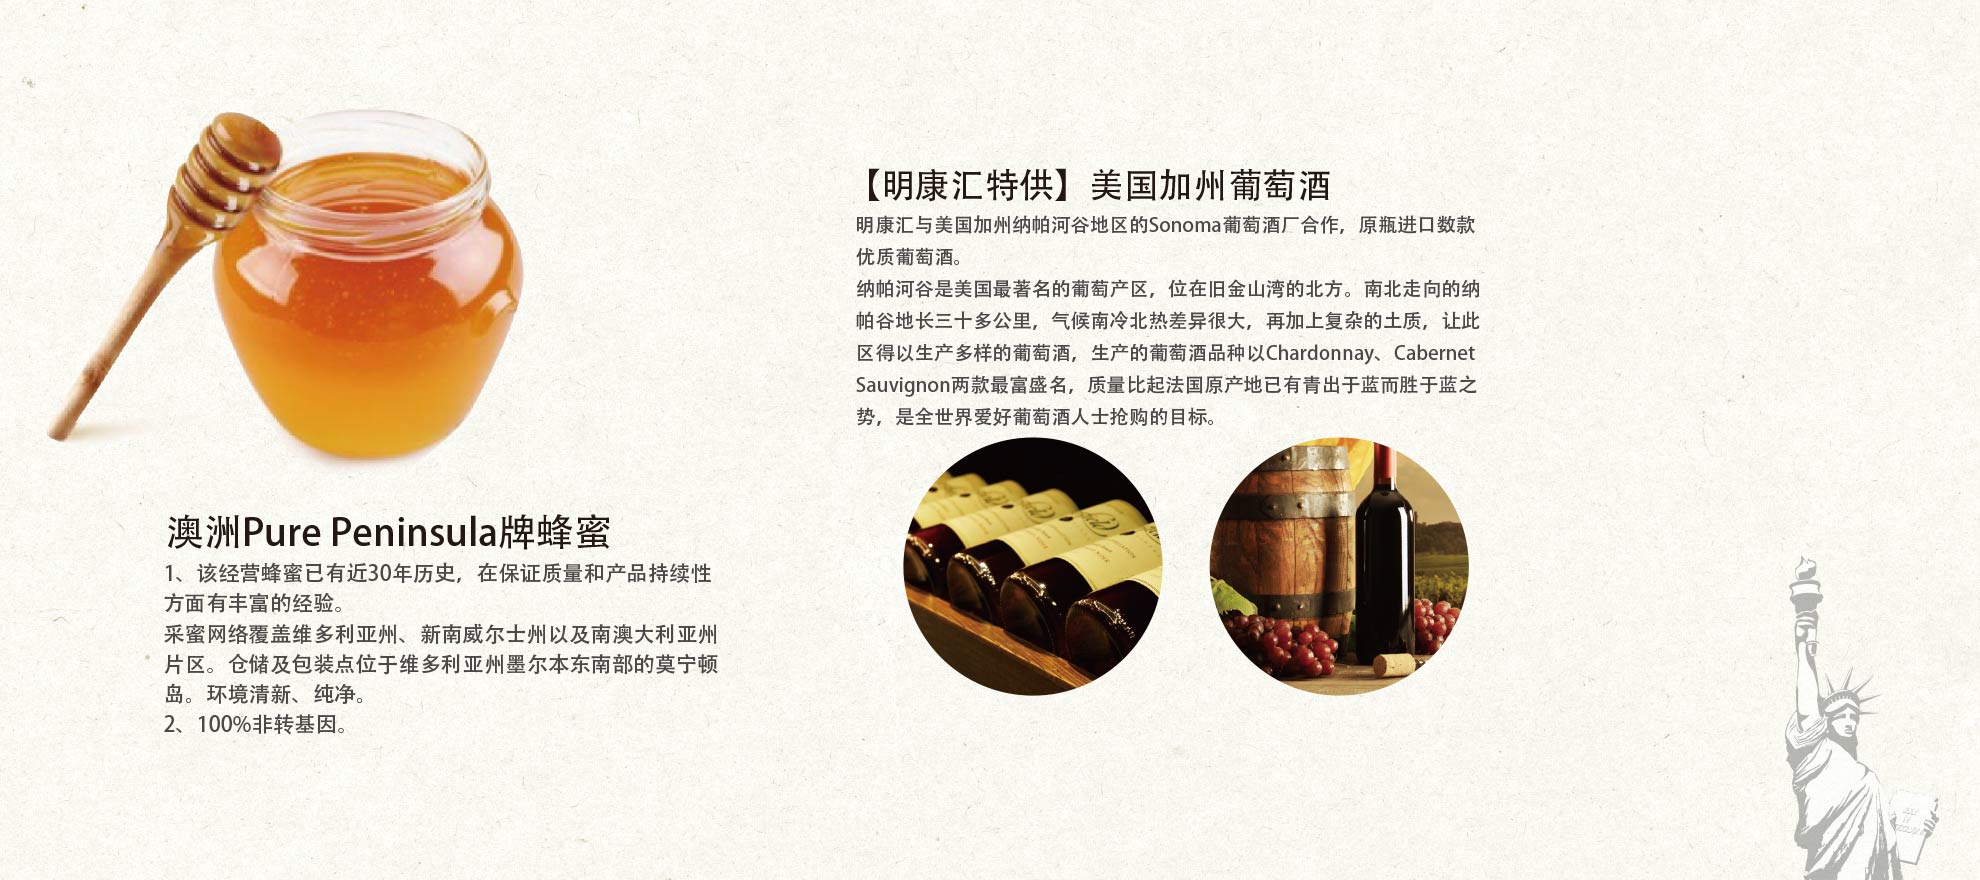 澳洲Pure Peninsula牌蜂蜜
1、该经营蜂蜜已有近30年历史，在保证质量和产品持续性
方面有丰富的经验。
采蜜网络覆盖维多利亚州、新南威尔士州以及南澳大利亚州
片区。仓储及包装点位于维多利亚州墨尔本东南部的莫宁顿
岛。环境清新、纯净。
2、100%非转基因。
【明康汇特供】美国加州葡萄酒
明康汇与美国加州纳帕河谷地区的Sonoma葡萄酒厂合作，原瓶进口数款
优质葡萄酒。
纳帕河谷是美国最著名的葡萄产区，位在旧金山湾的北方。南北走向的纳
帕谷地长三十多公里，气候南冷北热差异很大，再加上复杂的土质，让此
区得以生产多样的葡萄酒，生产的葡萄酒品种以Chardonnay、Cabernet
Sauvignon两款最富盛名，质量比起法国原产地已有青出于蓝而胜于蓝之
势，是全世界爱好葡萄酒人士抢购的目标。